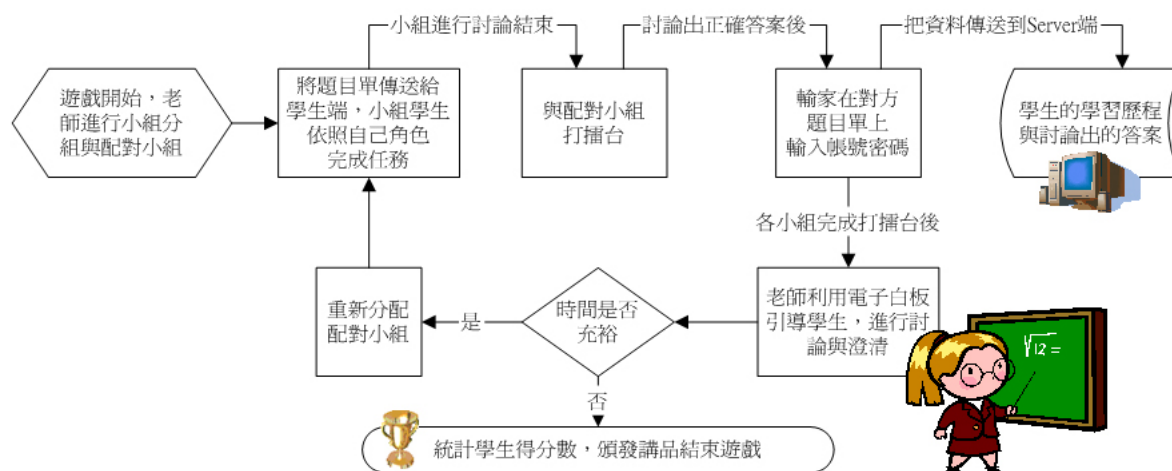 小組進行討論結束
討論出正確答案後
把資料傳送到Server端
遊戲開始，老
師進行小組分
組與配對小組
將題目單傳送給
學生端，小組學生
依照自己角色
完成任務
與配對小組
打擂台
輸家在對方
題目單上
輸入帳號密碼
學生的學習歷程
與討論出的答案
各小組完成打擂台後
重新分配
配對小組
是
時間是否
充裕
老師利用電子白板
引導學生，進行討
論與澄清
√12 =
否
統計學生得分數，頒發講品結束遊戲